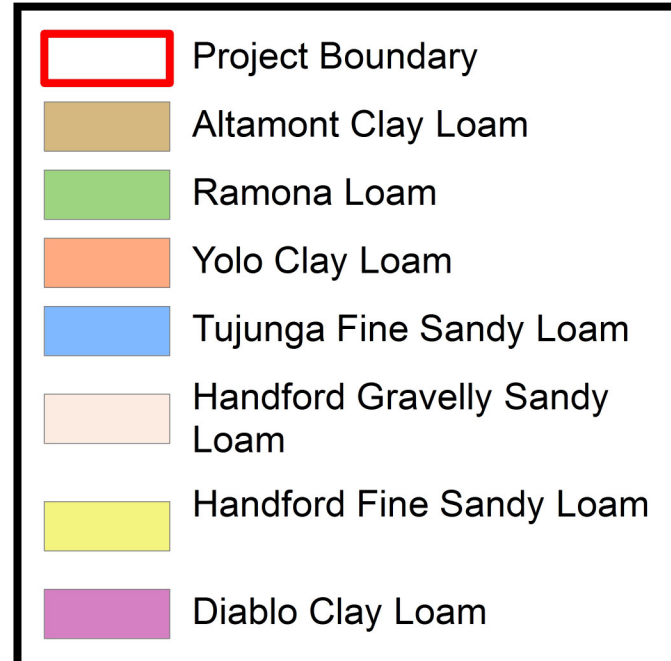 Project Boundary
Altamont Clay Loam
Ramona Loam
Yolo Clay Loam
Tujunga Fine Sandy Loam
Handford Gravelly Sandy
Loam
Handford Fine Sandy Loam
Diablo Clay Loam